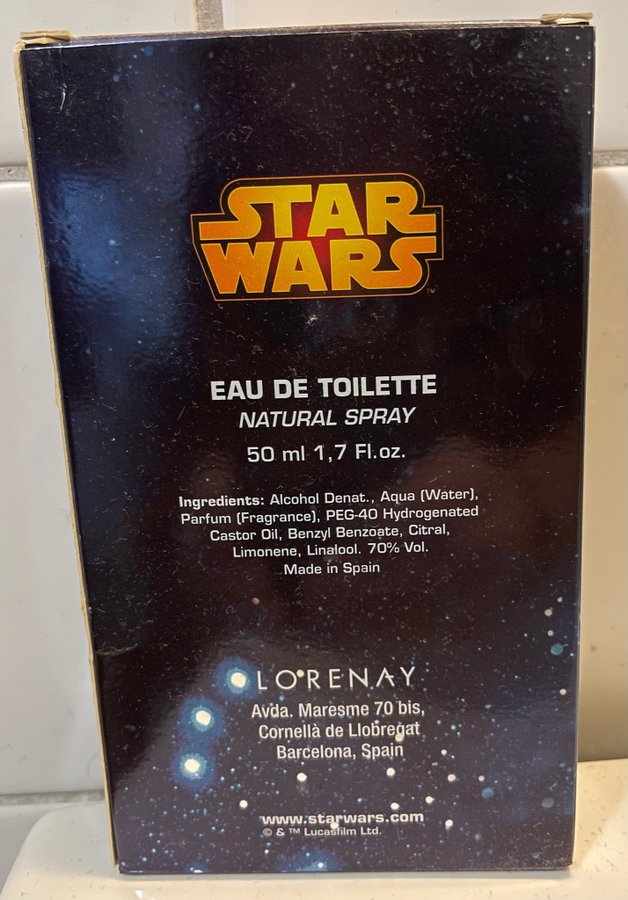 STAR
WARS
™
EAU DE TOILETTE
NATURAL SPRAY
50 ml 1,7 Fl.oz.
Ingredients: Alcohol Denat., Aqua (Water),
Parfum (Fragrance), PEG-40 Hydrogenated
Castor Oil, Benzyl Benzoate, Citral,
Limonene, Linalool. 70% Vol.
Made in Spain
LORENAY
Avda. Maresme 70 bis,
Cornellà de Llobregat
Barcelona, Spain
www.starwars.com
© & ™ Lucasfilm Ltd.